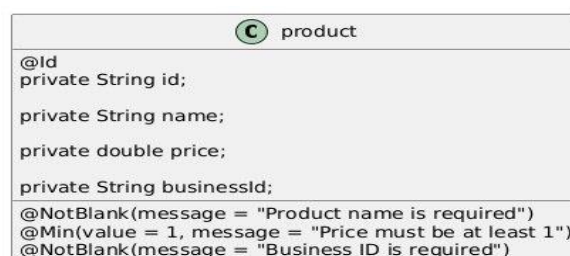 C product
@Id
private String id;
private String name;
private double price;
private String businessId;
@NotBlank(message = "Product name is required")
@Min(value = 1, message = "Price must be at least 1")
@NotBlank(message = "Business ID is required")